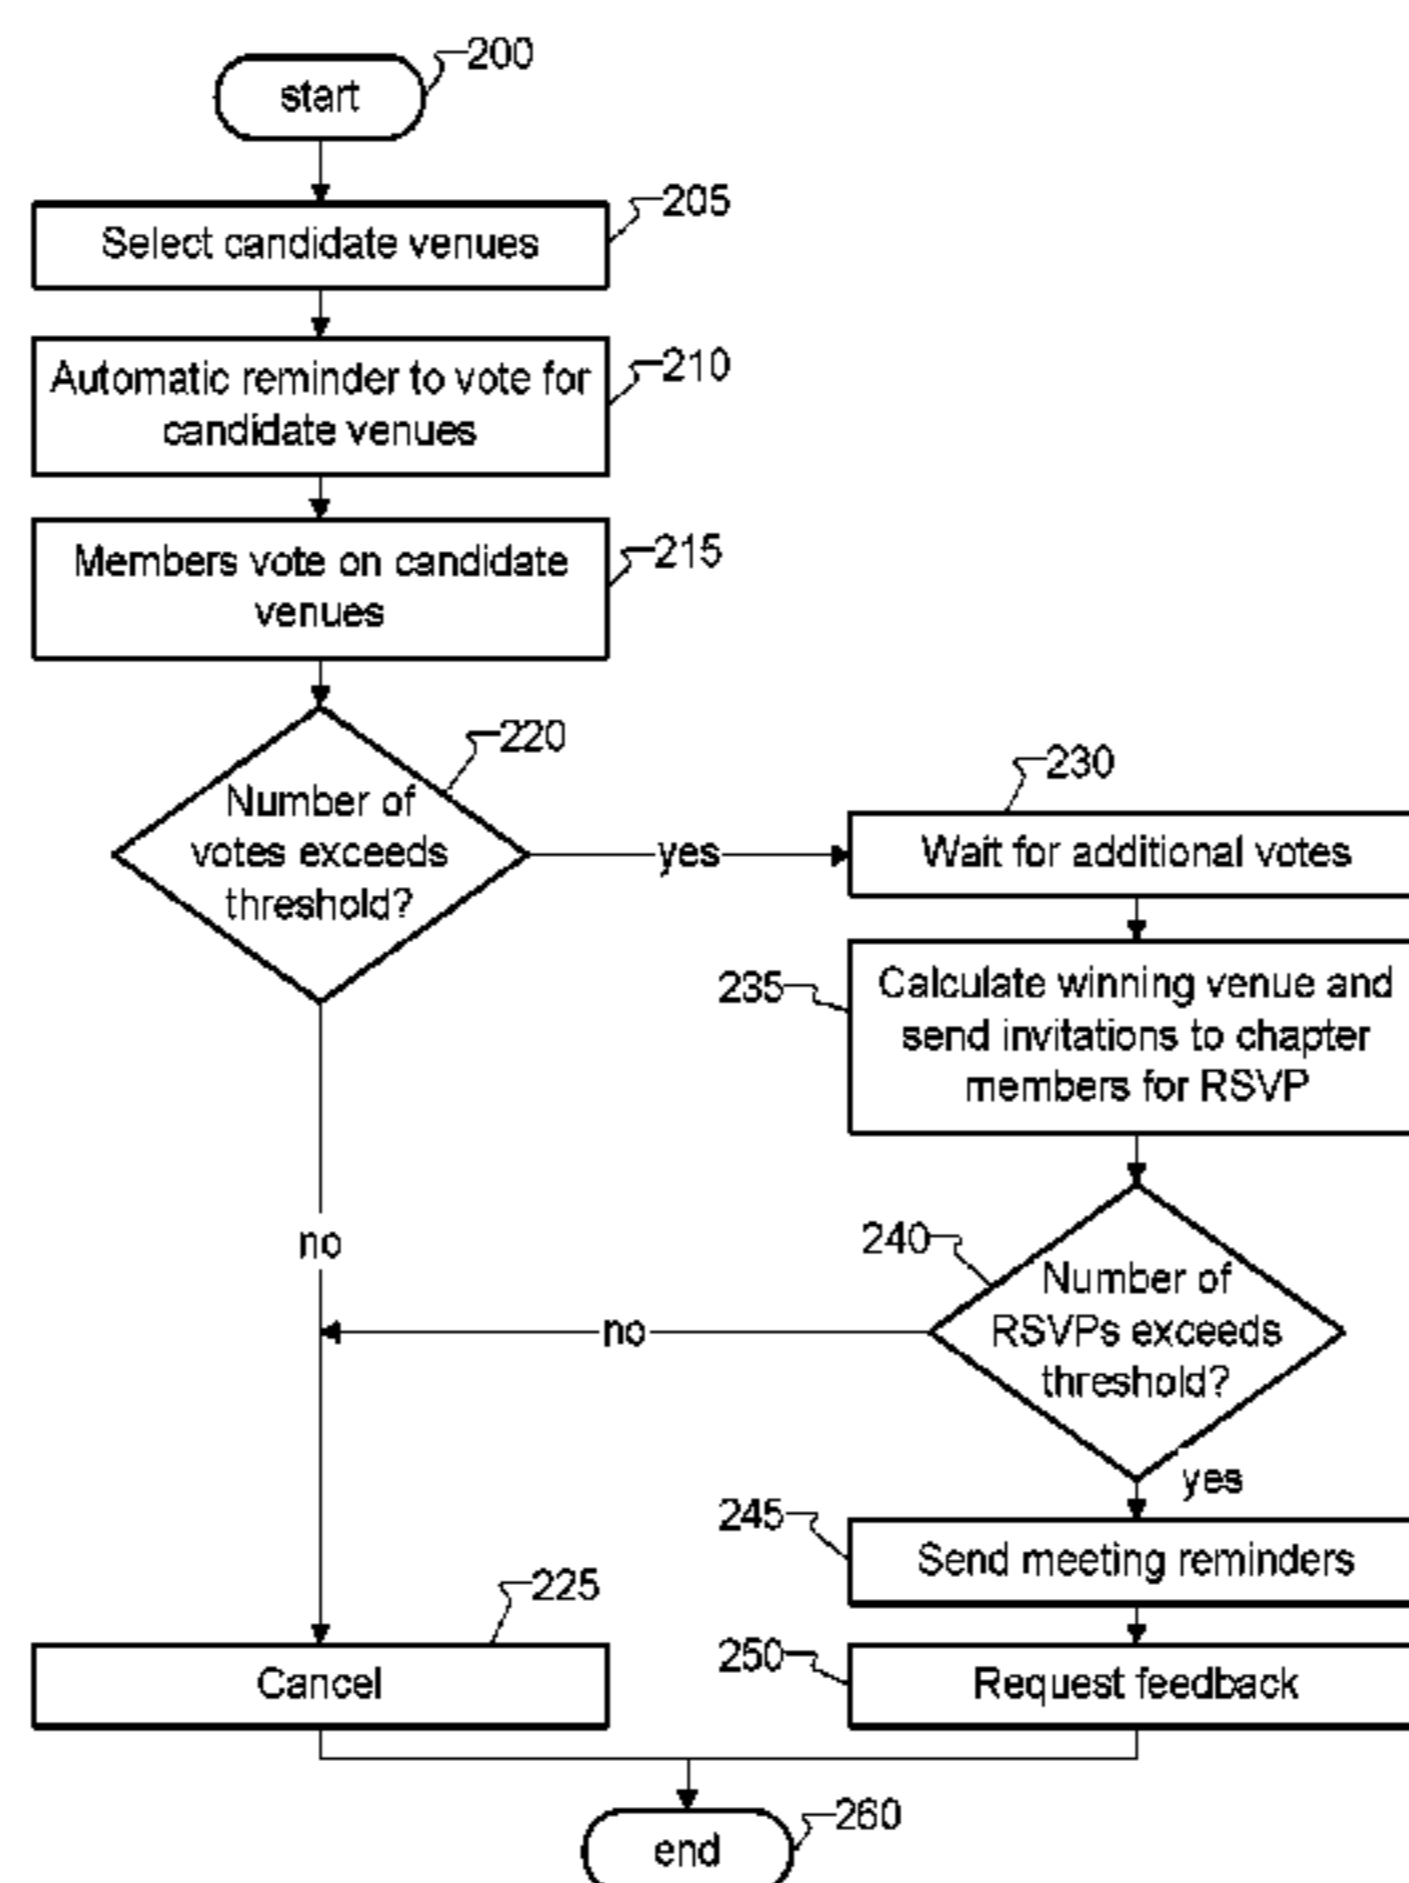 start
200
Select candidate venues
205
Automatic reminder to vote for
candidate venues
210
Members vote on candidate
venues
215
Number of
votes exceeds
threshold?
220
yes
no
230
Wait for additional votes
235
Calculate winning venue and
send invitations to chapter
members for RSVP
240
Number of
RSVPs exceeds
threshold?
no
yes
245
Send meeting reminders
225
Cancel
250
Request feedback
end
260